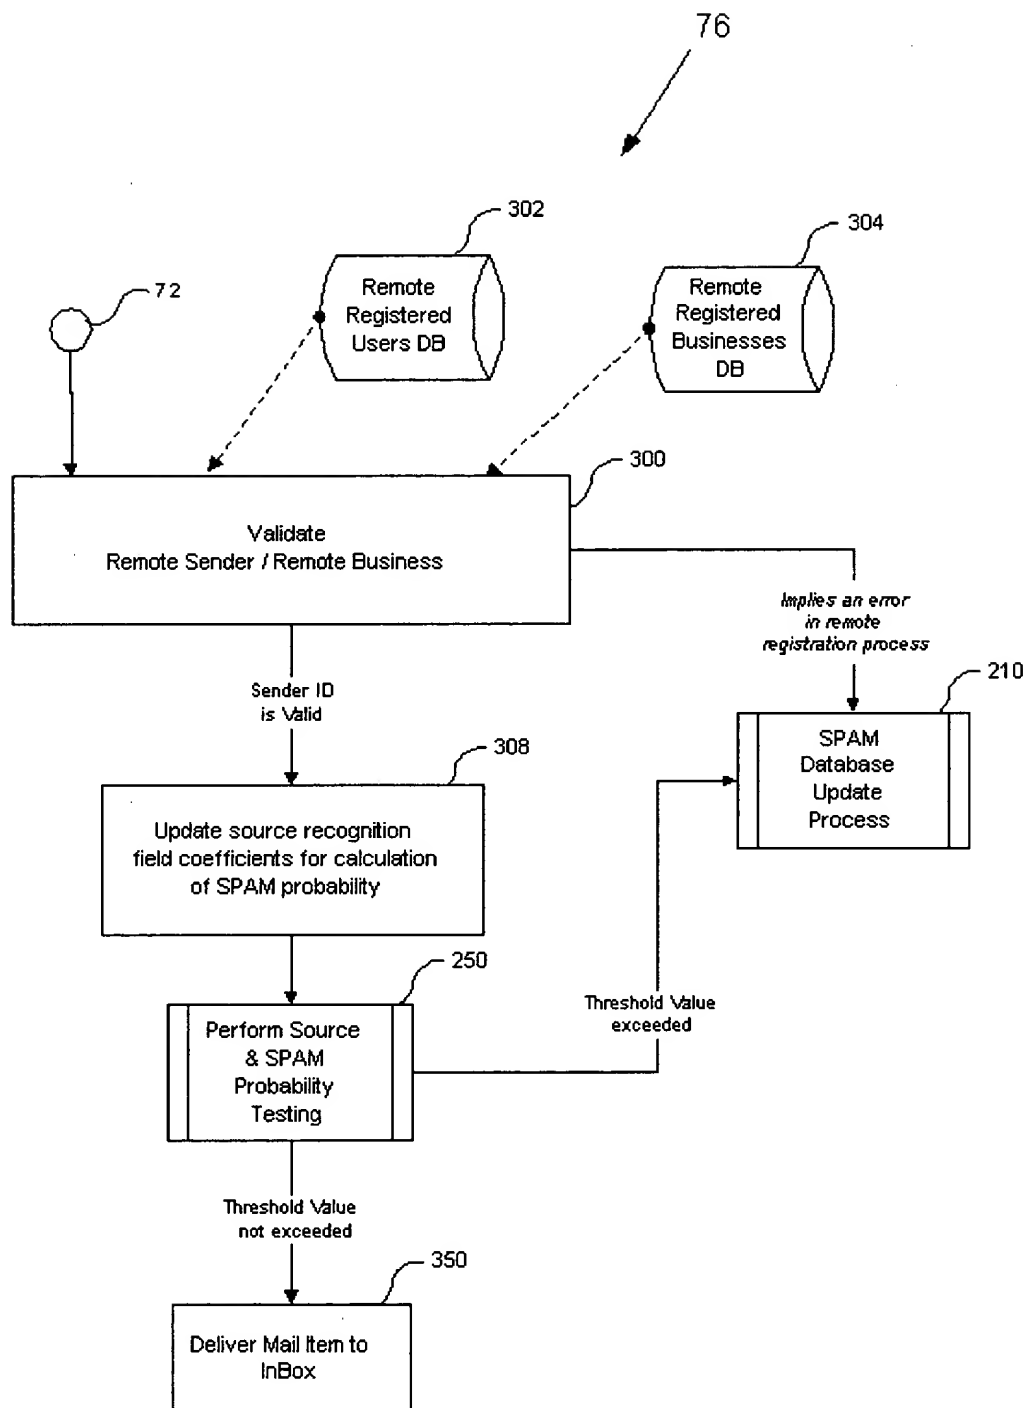 76
302
304
72
Remote
Registered
Users DB
Remote
Registered
Businesses
DB
300
Validate
Remote Sender / Remote Business
Implies an error
in remote
registration process
Sender ID
is Valid
210
SPAM
Database
Update
Process
308
Update source recognition
field coefficients for calculation
of SPAM probability
250
Perform Source
& SPAM
Probability
Testing
Threshold Value
exceeded
Threshold Value
not exceeded
350
Deliver Mail Item to
InBox